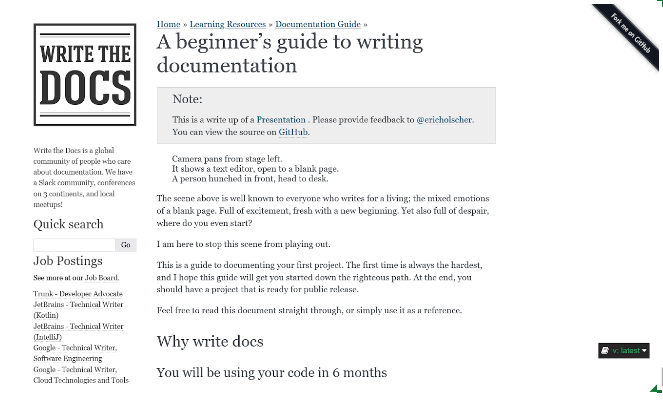 WRITE THE
DOCS
Write the Docs is a global
community of people who care
about documentation. We have
a Slack community, conferences
on 3 continents, and local
meetups!
Quick search
Go
Job Postings
See more at our Job Board.
Trunk - Developer Advocate
JetBrains - Technical Writer
(Kotlin)
JetBrains - Technical Writer
(IntelliJ)
Google - Technical Writer,
Software Engineering
Google - Technical Writer,
Cloud Technologies and Tools
Home » Learning Resources » Documentation Guide »
A beginner's guide to writing
documentation
Note:
This is a write up of a Presentation . Please provide feedback to @ericholscher.
You can view the source on GitHub.
Camera pans from stage left.
It shows a text editor, open to a blank page.
A person hunched in front, head to desk.
The scene above is well known to everyone who writes for a living; the mixed emotions
of a blank page. Full of excitement, fresh with a new beginning. Yet also full of despair,
where do you even start?
I am here to stop this scene from playing out.
This is a guide to documenting your first project. The first time is always the hardest,
and I hope this guide will get you started down the righteous path. At the end, you
should have a project that is ready for public release.
Feel free to read this document straight through, or simply use it as a reference.
Why write docs
You will be using your code in 6 months
Fork me on GitHub
v: latest